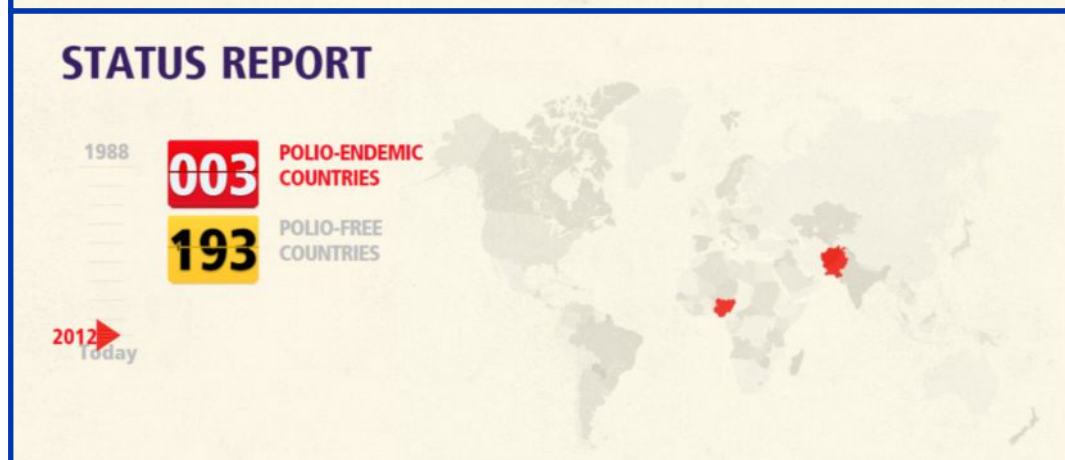 STATUS REPORT
1988
003
POLIO-ENDEMIC
COUNTRIES
193
POLIO-FREE
COUNTRIES
2012
Today